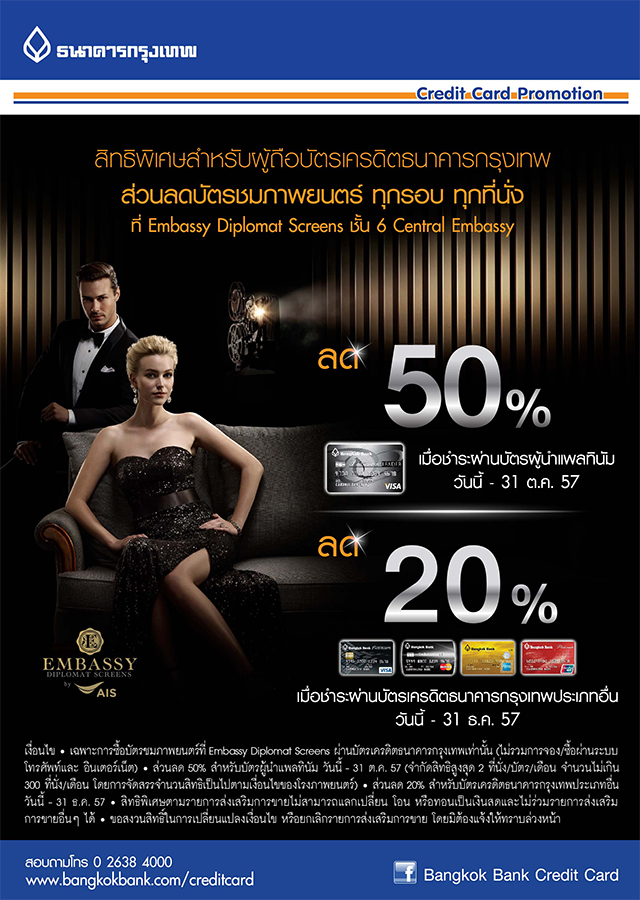 ธนาคารกรุงเทพ
Credit Card Promotion
สิทธิพิเศษสำหรับผู้ถือบัตรเครดิตธนาคารกรุงเทพ
ส่วนลดบัตรชมภาพยนตร์ ทุกรอบ ทุกที่นั่ง
ที่ Embassy Diplomat Screens ชั้น 6 Central Embassy
ลด 50%
Bangkok Bank
LEADER
VISA
เมื่อชำระผ่านบัตรผู้นำแพลทินัม
วันนี้ - 31 ต.ค. 57
ลด 20%
Bangkok Bank Platinum
VISA
Bangkok Bank
MasterCard
Bangkok Bank
Bangkok Bank
เมื่อชำระผ่านบัตรเครดิตธนาคารกรุงเทพประเภทอื่น
วันนี้ - 31 ธ.ค. 57
E
EMBASSY
DIPLOMAT SCREENS
by AIS
เงื่อนไข • เฉพาะการซื้อบัตรชมภาพยนตร์ที่ Embassy Diplomat Screens ผ่านบัตรเครดิตธนาคารกรุงเทพเท่านั้น (ไม่รวมการจอง/ซื้อผ่านระบบ
โทรศัพท์และ อินเตอร์เน็ต) • ส่วนลด 50% สำหรับบัตรผู้นำแพลทินัม วันนี้ - 31 ต.ค. 57 (จำกัดสิทธิสูงสุด 2 ที่นั่ง/บัตร/เดือน จำนวนไม่เกิน
300 ที่นั่ง/เดือน โดยการจัดสรรจำนวนสิทธิเป็นไปตามเงื่อนไขของโรงภาพยนตร์) • ส่วนลด 20% สำหรับบัตรเครดิตธนาคารกรุงเทพประเภทอื่น
วันนี้ - 31 ธ.ค. 57 • สิทธิพิเศษตามรายการส่งเสริมการขายไม่สามารถแลกเปลี่ยน โอน หรือทอนเป็นเงินสดและไม่ร่วมรายการส่งเสริม
การขายอื่นๆ ได้ • ขอสงวนสิทธิ์ในการเปลี่ยนแปลงเงื่อนไข หรือยกเลิกรายการส่งเสริมการขาย โดยมิต้องแจ้งให้ทราบล่วงหน้า
สอบถามโทร 0 2638 4000
www.bangkokbank.com/creditcard
f Bangkok Bank Credit Card